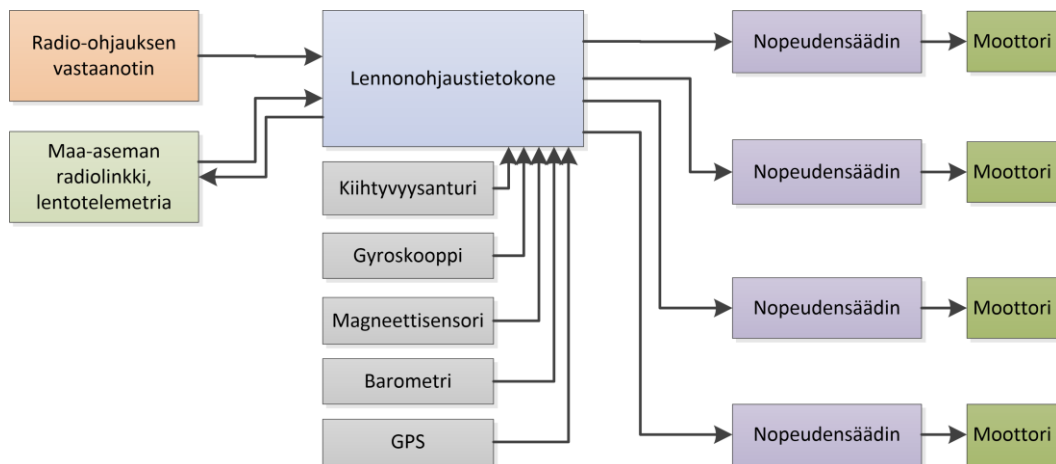 Radio-ohjauksen
vastaanotin
Maa-aseman
radiolinkki,
lentotelemetria
Lennonohjaustietokone
Kiihtyvyysanturi
Gyroskooppi
Magneettisensori
Barometri
GPS
Nopeudensäädin
Moottori
Nopeudensäädin
Moottori
Nopeudensäädin
Moottori
Nopeudensäädin
Moottori